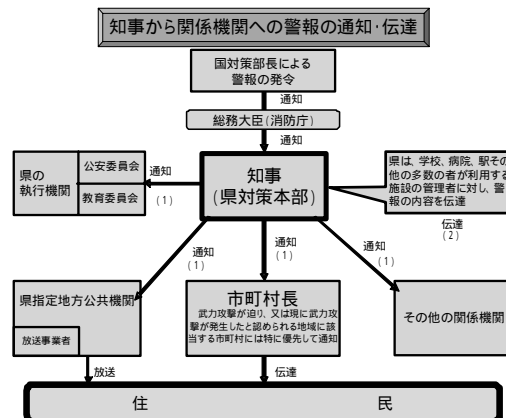 知事から関係機関への警報の通知･伝達
国対策部長による
警報の発令
通知
総務大臣(消防庁)
通知
県の
執行機関
公安委員会
教育委員会
通知
(1)
知事
(県対策本部)
県は、学校、病院、駅その
他の多数の者が利用する
施設の管理者に対し、警
報の内容を伝達
伝達
(2)
通知
(1)
通知
(1)
通知
(1)
県指定地方公共機関
放送事業者
市町村長
武力攻撃が迫り、又は現に武力攻
撃が発生したと認められる地域に該
当する市町村には特に優先して通知
その他の関係機関
放送
伝達
住 民